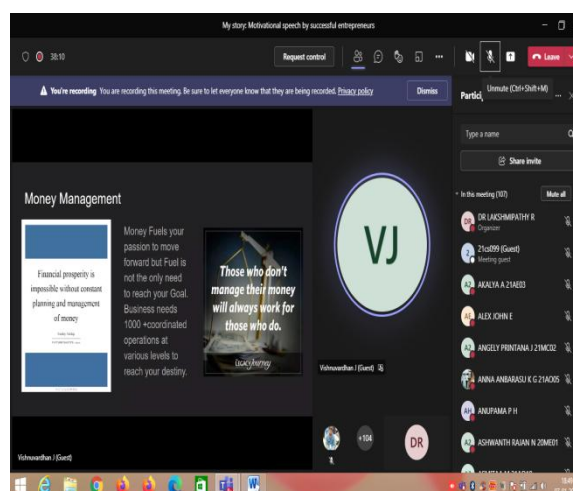 My story: Motivational speech by successful entrepreneurs
38:10
Request control
Leave
You're recording You are recording this meeting. Be sure to let everyone know that they are being recorded. Privacy policy
Dismiss
Unmute (Ctrl+Shift+M)
Type a name
Share invite
In this meeting (107)
Mute all
DR LAKSHMIPATHY R
Organizer
21cs099 (Guest)
Meeting guest
AKALYA A 21AE03
ALEX JOHN E
ANGELY PRINTANA J 21MC02
ANNA ANBARASU K G 21AO05
ANUPAMA P H
ASHWANTH RAJAN N 20ME01
Money Management
Financial prosperity is
impossible without constant
planning and management
of money
Money Fuels your
passion to move
forward but Fuel is
not the only need
to reach your Goal.
Business needs
1000 +coordinated
operations at
various levels to
reach your destiny.
Those who don't
manage their money
will always work for
those who do.
VJ
Vishnuvardhan J (Guest)
+104
DR
Vishnuvardhan J (Guest)